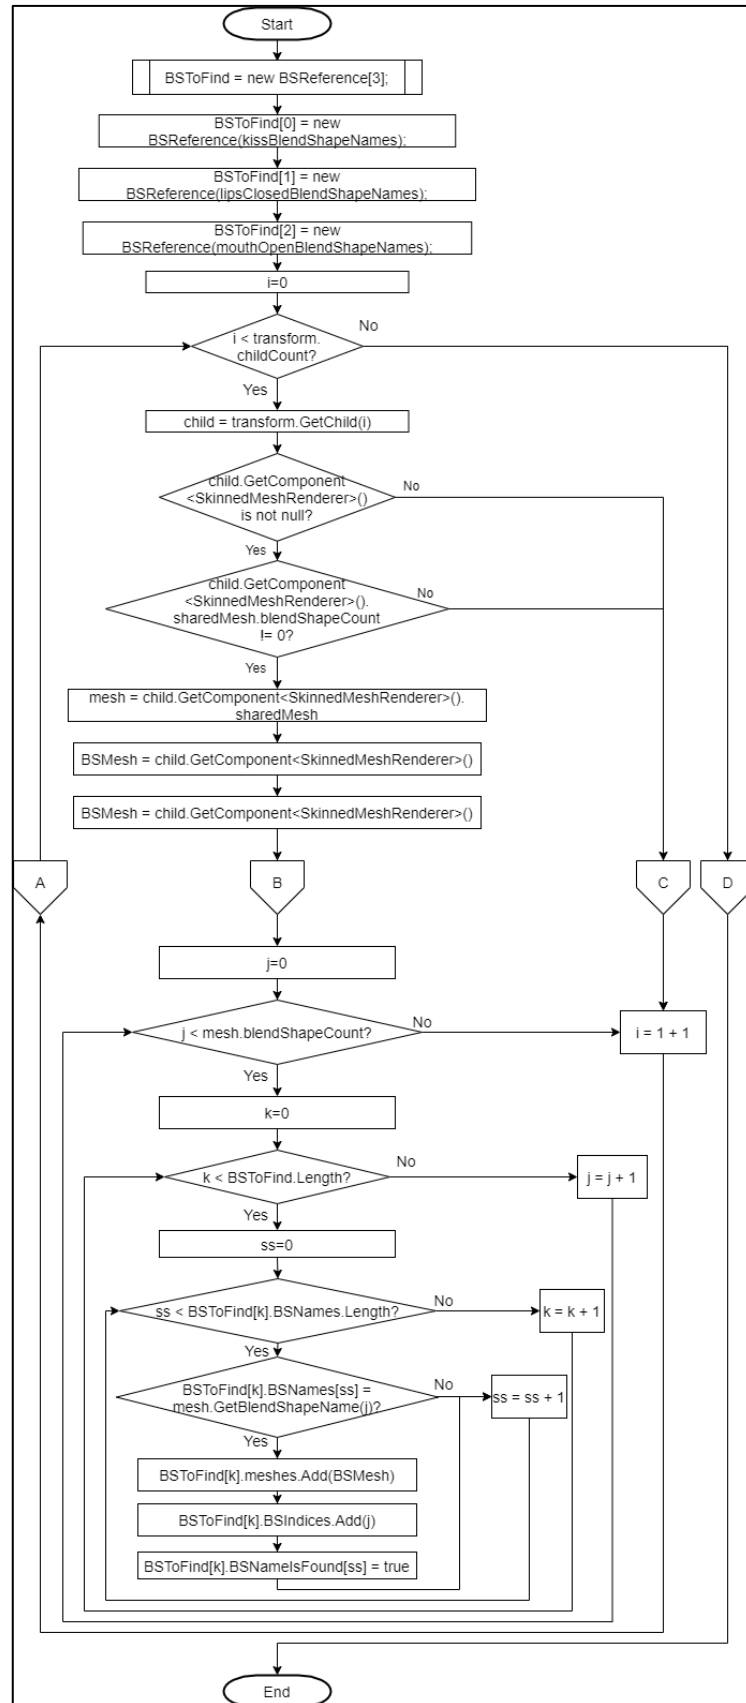 Start
BSToFind = new BSReference[3];
BSToFind[0] = new
BSReference(kissBlendShapeNames);
BSToFind[1] = new
BSReference(lipsClosedBlendShapeNames);
BSToFind[2] = new
BSReference(mouthOpenBlendShapeNames);
i=0
i < transform.
childCount?
No
Yes
child = transform.GetChild(i)
child.GetComponent
<SkinnedMeshRenderer>()
is not null?
No
Yes
child.GetComponent
<SkinnedMeshRenderer>().
sharedMesh.blendShapeCount
!= 0?
No
Yes
mesh = child.GetComponent<SkinnedMeshRenderer>().
sharedMesh
BSMesh = child.GetComponent<SkinnedMeshRenderer>()
BSMesh = child.GetComponent<SkinnedMeshRenderer>()
A
B
C
D
j=0
j < mesh.blendShapeCount?
No
i = 1 + 1
Yes
k=0
k < BSToFind.Length?
No
j = j + 1
Yes
ss=0
ss < BSToFind[k].BSNames.Length?
No
k = k + 1
Yes
BSToFind[k].BSNames[ss] =
mesh.GetBlendShapeName(j)?
No
ss = ss + 1
Yes
BSToFind[k].meshes.Add(BSMesh)
BSToFind[k].BSIndices.Add(j)
BSToFind[k].BSNameIsFound[ss] = true
End